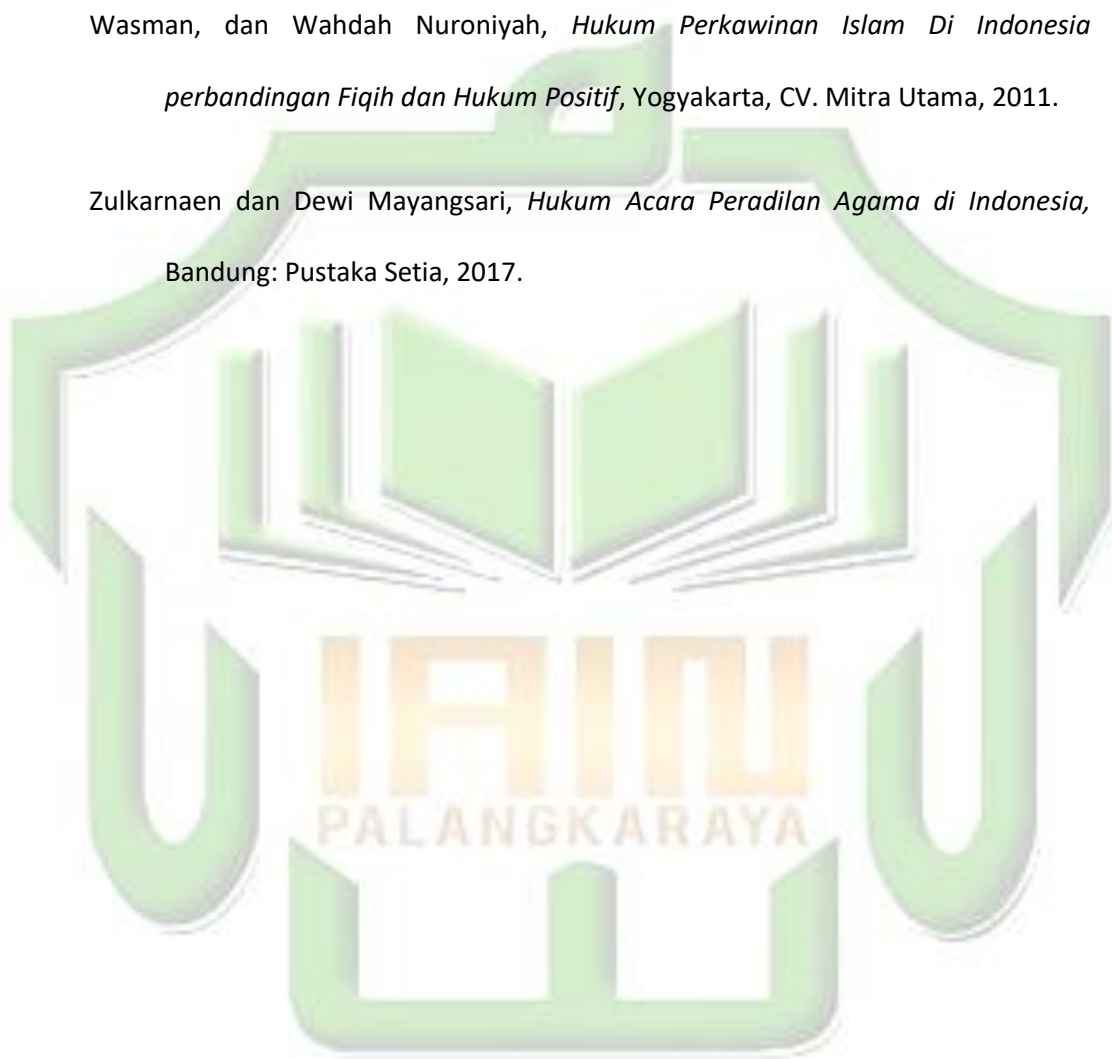 Wasman, dan Wahdah Nuroniyah, Hukum Perkawinan Islam Di Indonesia
perbandingan Fiqih dan Hukum Positif, Yogyakarta, CV. Mitra Utama, 2011.
Zulkarnaen dan Dewi Mayangsari, Hukum Acara Peradilan Agama di Indonesia,
Bandung: Pustaka Setia, 2017.
IAIN
PALANGKARAYA